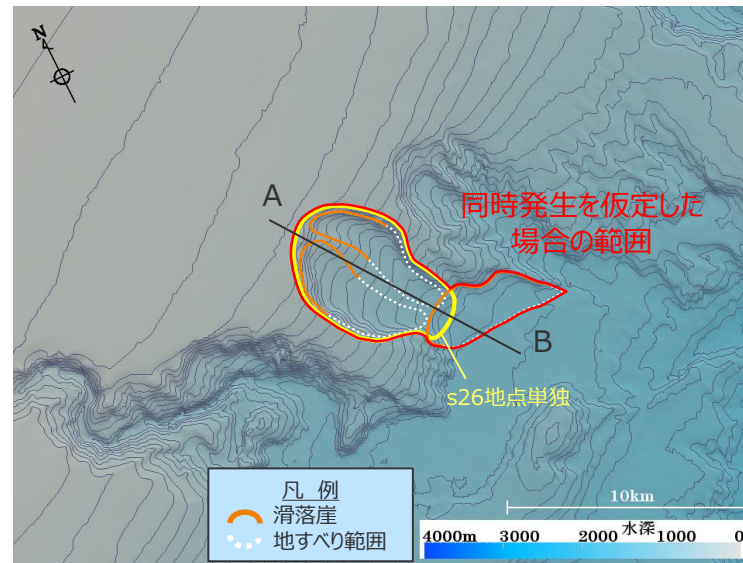 N
A
同時発生を仮定した
場合の範囲
B
s26地点単独
凡 例
滑落崖
地すべり範囲
10km
水深
4000m 3000 2000 1000 0